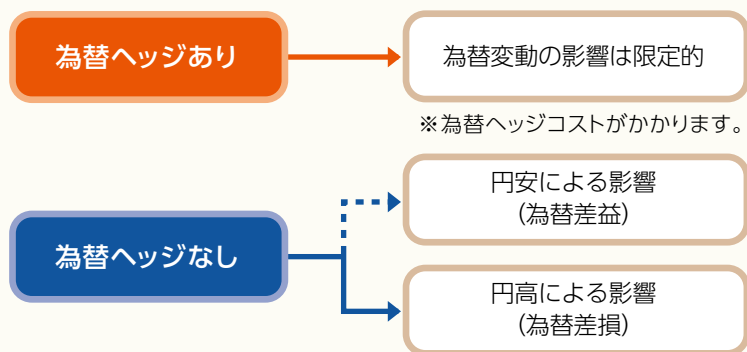 為替ヘッジあり
為替変動の影響は限定的
※為替ヘッジコストがかかります。
為替ヘッジなし
円安による影響
(為替差益)
円高による影響
(為替差損)